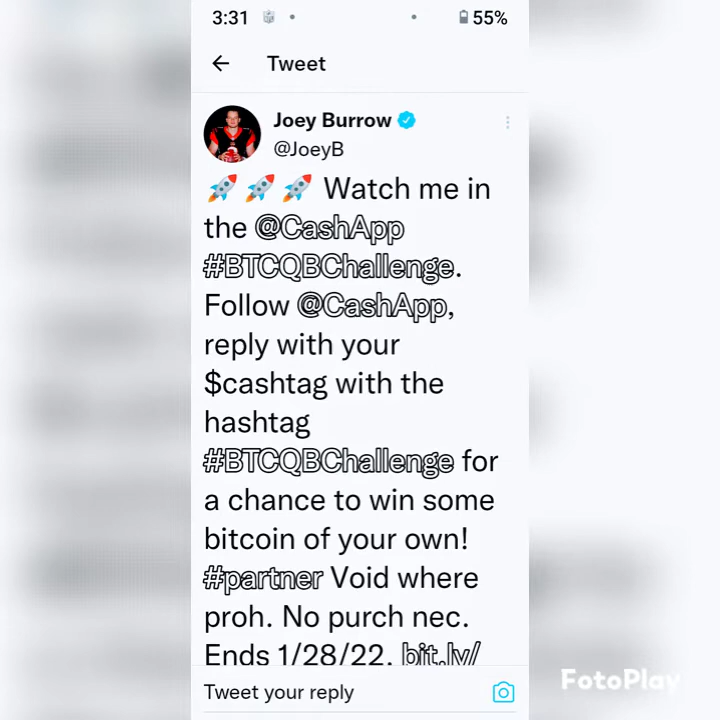 3:31 55%
Tweet
Joey Burrow
@JoeyB
🚀 🚀 🚀 Watch me in
the @CashApp
#BTCQBChallenge.
Follow @CashApp,
reply with your
$cashtag with the
hashtag
#BTCQBChallenge for
a chance to win some
bitcoin of your own!
#partner Void where
proh. No purch nec.
Ends 1/28/22. bit.ly/
Tweet your reply
FotoPlay